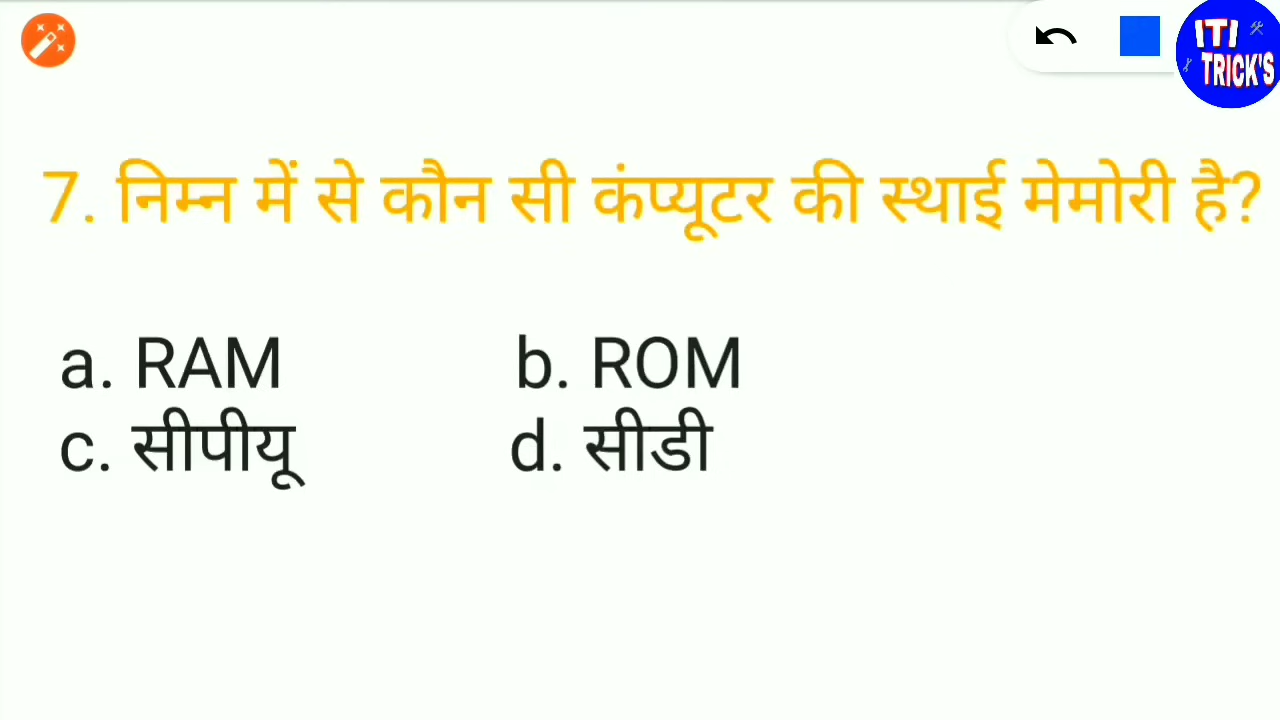 ITI
TRICK'S
7. निम्न में से कौन सी कंप्यूटर की स्थाई मेमोरी है?
a. RAM b. ROM
c. सीपीयू d. सीडी